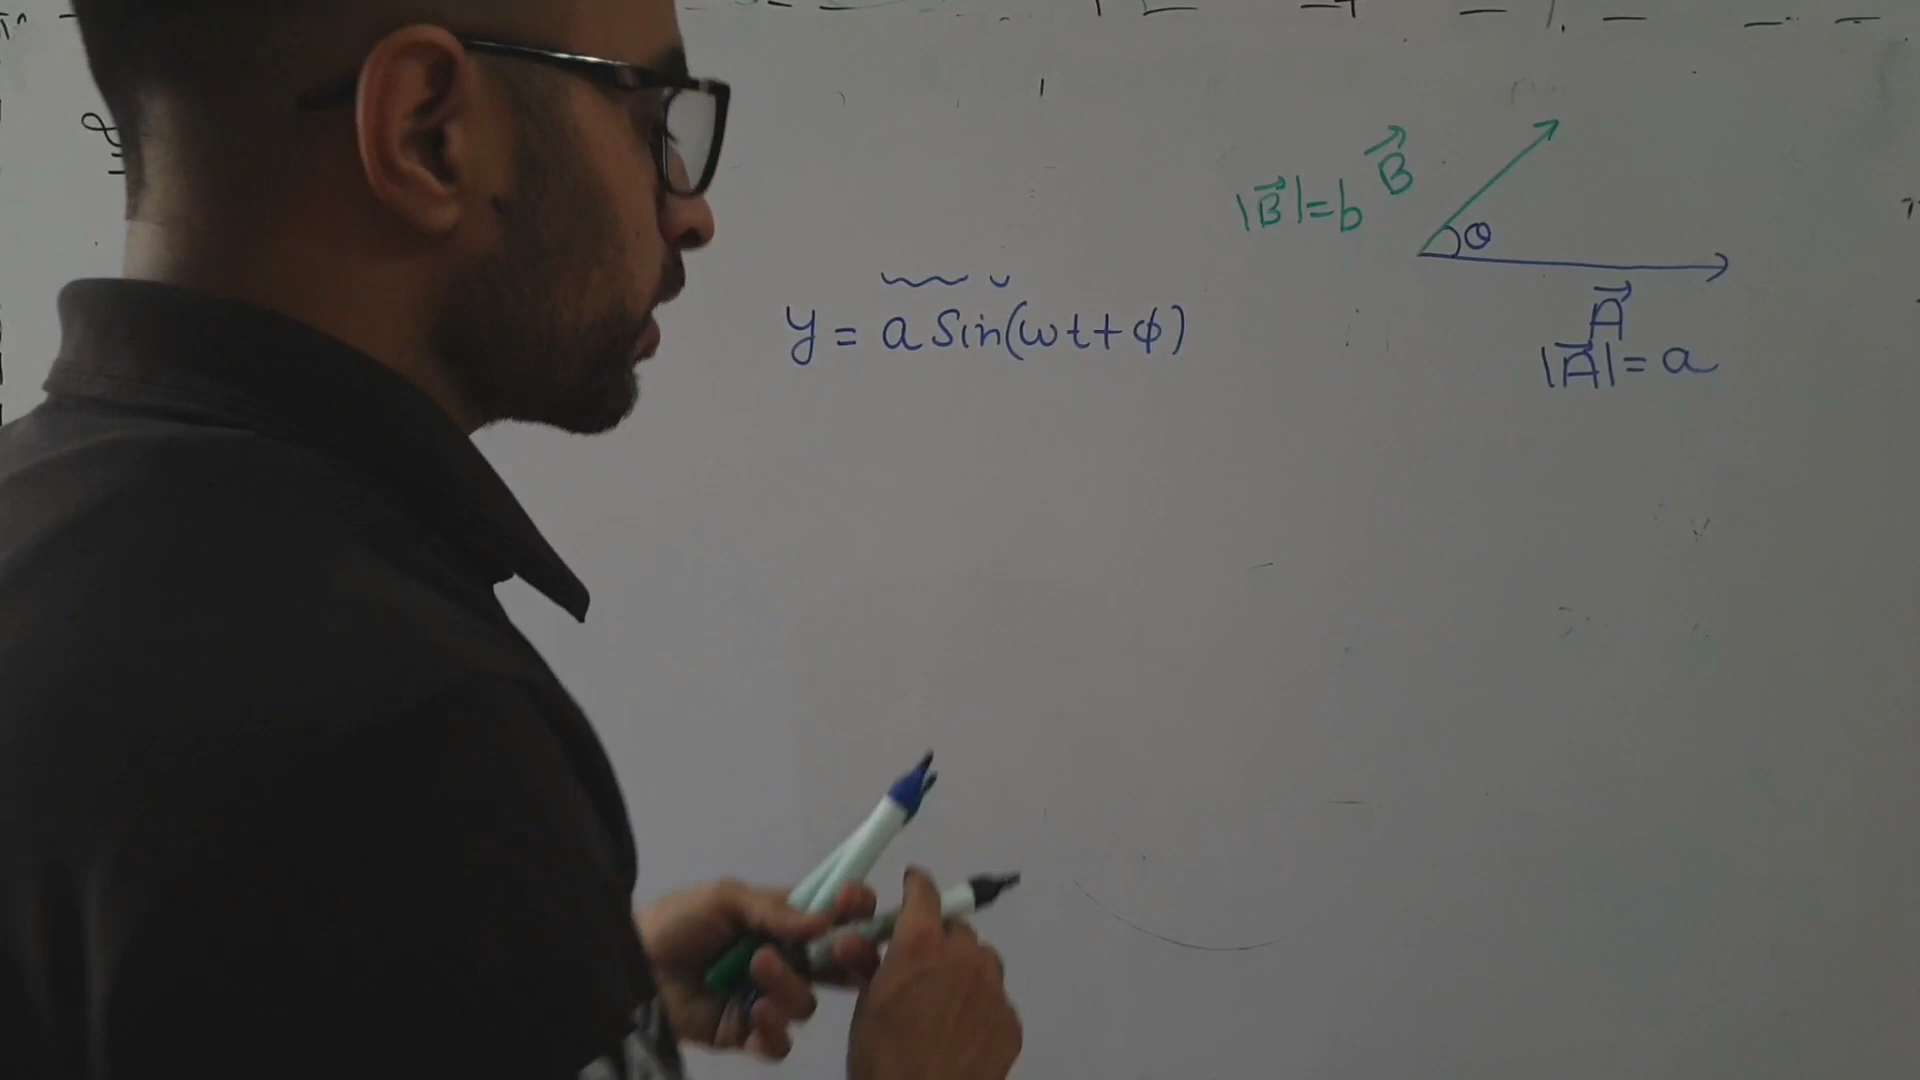 B⃗
|B⃗|=b
θ
y = a Sin(ωt+ϕ)
A⃗
|A⃗|= a